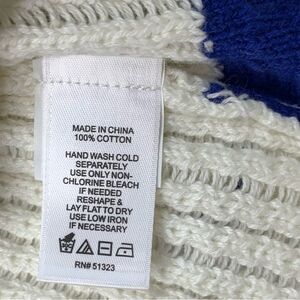 MADE IN CHINA
100% COTTON
HAND WASH COLD
SEPARATELY
USE ONLY NON-
CHLORINE BLEACH
IF NEEDED
RESHAPE &
LAY FLAT TO DRY
USE LOW IRON
IF NECESSARY
RN# 51323